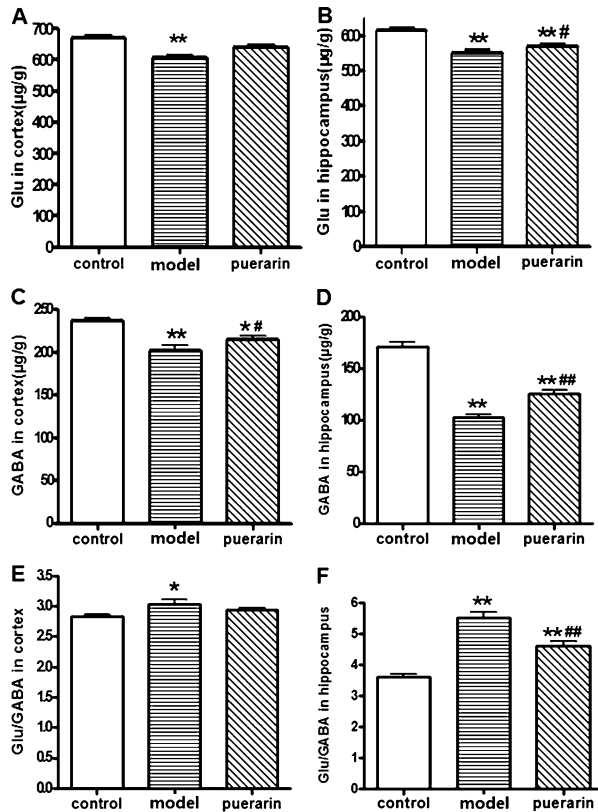 A
Glu in cortex(µg/g)
700
600
500
400
300
200
100
0
**
control
model
puerarin
B
Glu in hippocampus(µg/g)
600
500
400
300
200
100
0
**
**#
control
model
puerarin
C
GABA in cortex(µg/g)
250
200
150
100
50
0
**
*#
control
model
puerarin
D
GABA in hippocampus(µg/g)
200
150
100
50
0
**
**##
control
model
puerarin
E
Glu/GABA in cortex
3.5
3.0
2.5
2.0
1.5
1.0
0.5
0.0
*
control
model
puerarin
F
Glu/GABA in hippocampus
6
5
4
3
2
1
0
**
**##
control
model
puerarin